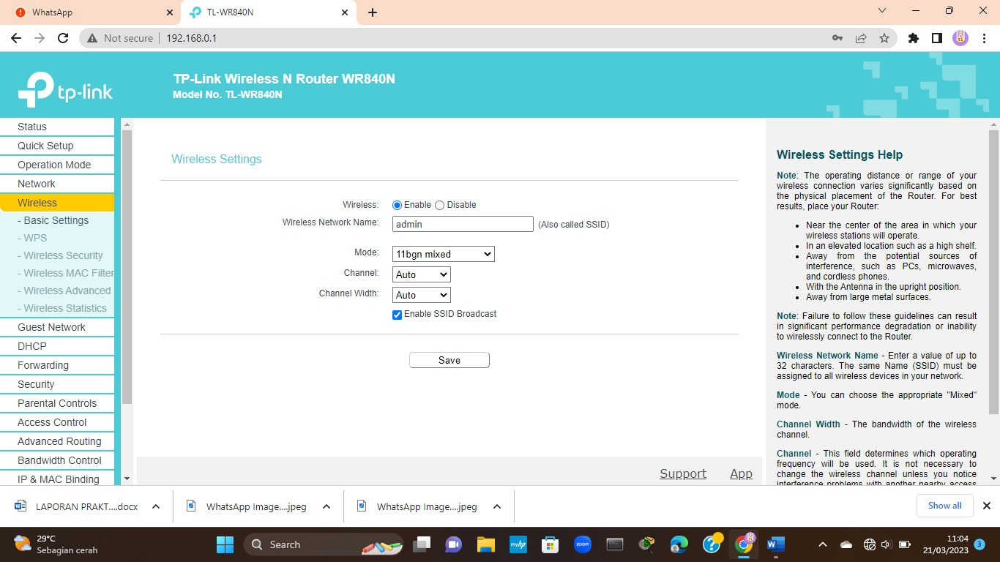 WhatsApp
TL-WR840N
Not secure
192.168.0.1
tp-link
TP-Link Wireless N Router WR840N
Model No. TL-WR840N
Status
Quick Setup
Operation Mode
Network
Wireless
- Basic Settings
- WPS
- Wireless Security
- Wireless MAC Filter
- Wireless Advanced
- Wireless Statistics
Guest Network
DHCP
Forwarding
Security
Parental Controls
Access Control
Advanced Routing
Bandwidth Control
IP & MAC Binding
Wireless Settings
Wireless: Enable Disable
Wireless Network Name: admin (Also called SSID)
Mode: 11bgn mixed
Channel: Auto
Channel Width: Auto
Enable SSID Broadcast
Save
Support App
Wireless Settings Help
Note: The operating distance or range of your
wireless connection varies significantly based on
the physical placement of the Router. For best
results, place your Router:
• Near the center of the area in which your
wireless stations will operate.
• In an elevated location such as a high shelf.
• Away from the potential sources of
interference, such as PCs, microwaves,
and cordless phones.
• With the Antenna in the upright position.
• Away from large metal surfaces.
Note: Failure to follow these guidelines can result
in significant performance degradation or inability
to wirelessly connect to the Router.
Wireless Network Name - Enter a value of up to
32 characters. The same Name (SSID) must be
assigned to all wireless devices in your network.
Mode - You can choose the appropriate "Mixed"
mode.
Channel Width - The bandwidth of the wireless
channel.
Channel - This field determines which operating
frequency will be used. It is not necessary to
change the wireless channel unless you notice
interference problems with another nearby access
LAPORAN PRAKT....docx
WhatsApp Image....jpeg
WhatsApp Image....jpeg
Show all
29°C
Sebagian cerah
Search
myhp
zoom
11:04
21/03/2023
3